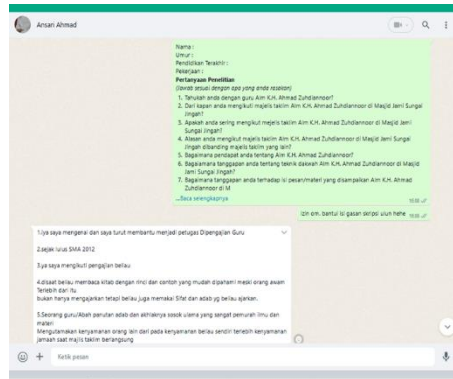 Ansari Ahmad
Nama :
Umur :
Pendidikan Terakhir :
Pekerjaan :
Pertanyaan Penelitian
(Jawab sesuai dengan apa yang anda rasakan)
1. Tahukah anda dengan guru Alm K.H. Ahmad Zuhdiannoor?
2. Dari kapan anda mengikuti majelis taklim Alm K.H. Ahmad Zuhdiannoor di Masjid Jami Sungai
Jingah?
3. Apakah anda sering mengikut majelis taklim Alm K.H. Ahmad Zuhdiannoor di Masjid Jami
Sungai Jingah?
4. Alasan anda mengikut majelis taklim Alm K.H. Ahmad Zuhdiannoor di Masjid Jami Sungai
Jingah dibanding majelis taklim yang lain?
5. Bagaimana pendapat anda tentang Alm K.H. Ahmad Zuhdiannoor?
6. Bagaimana tanggapan anda tentang teknik dakwah Alm K.H. Ahmad Zuhdiannoor di Masjid
Jami Sungai Jingah?
7. Bagaimana tanggapan anda terhadap isi pesan/materi yang disampaikan Alm K.H. Ahmad
Zuhdiannoor di M
...Baca selengkapnya
Izin om, bantui isi gasan skripsi ulun hehe
1.iya saya mengenal dan saya turut membantu menjadi petugas Dipengajian Guru
2.sejak lulus SMA 2012
3.ya saya mengikuti pengajian beliau
4.disaat beliau membaca kitab dengan rinci dan contoh yang mudah dipahami meski orang awam
Terlebih dari itu
bukan hanya mengajarkan tetapi beliau juga memakai Sifat dan adab yg beliau ajarkan.
5.Seorang guru/Abah panutan adab dan akhlaknya sosok ulama yang sangat pemurah ilmu dan
materi
Mengutamakan kenyamanan orang lain dari pada kenyamanan beliau sendiri terlebih kenyamanan
jamaah saat majlis taklim berlangsung
Ketik pesan